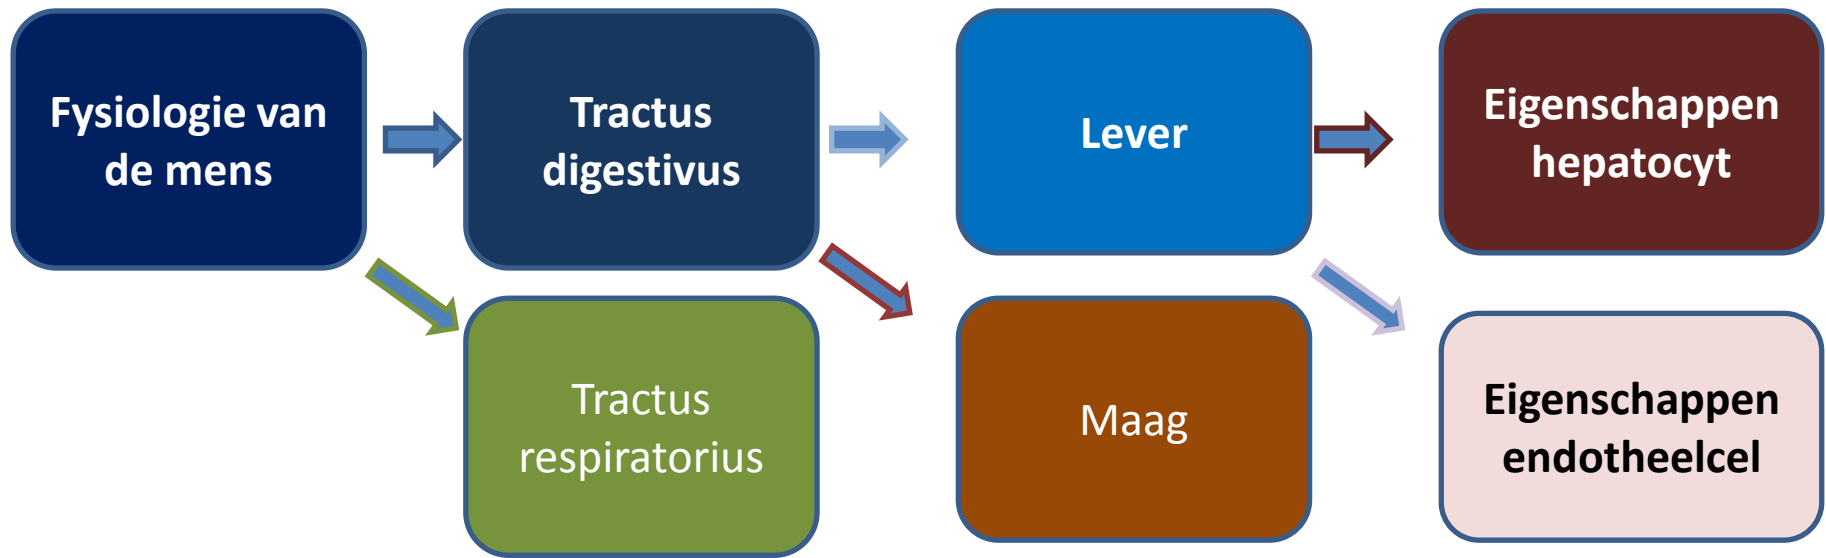 Fysiologie van
de mens
Tractus
digestivus
Lever
Eigenschappen
hepatocyt
Tractus
respiratorius
Maag
Eigenschappen
endotheelcel